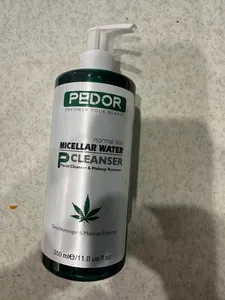 PEDOR
EMPOWER YOUR BEAUTY
normal skin
MICELLAR WATER
P CLEANSER
Facial Cleanser & Makeup Remover
350 ml℮/11.8 us.fl.oz